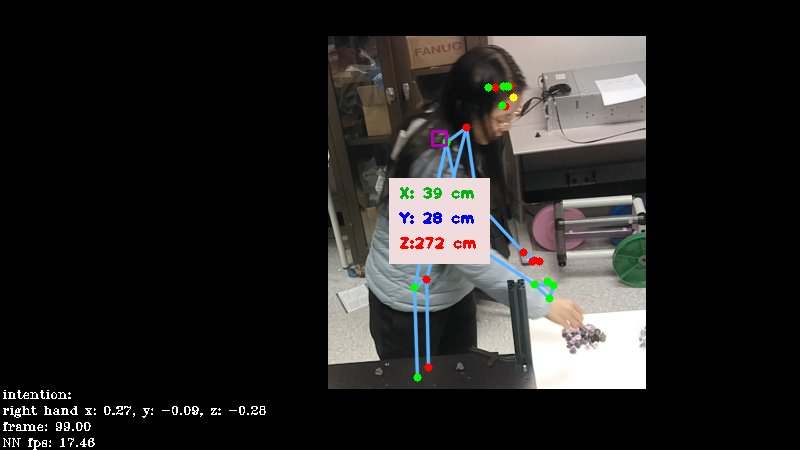 FANUC
X: 39 cm
Y: 28 cm
Z:272 cm
intention:
right hand x: 0.27, y: -0.09, z: -0.28
frame: 99.00
NN fps: 17.46